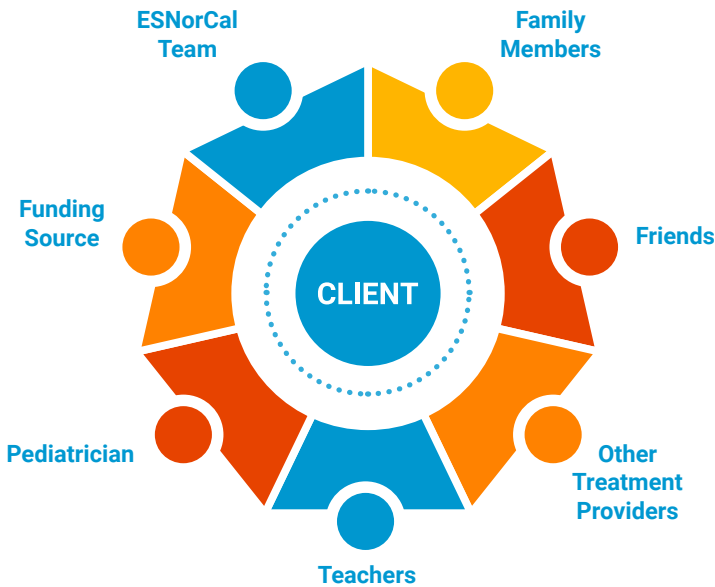 ESNorCal
Team
Family
Members
Funding
Source
Friends
CLIENT
Pediatrician
Other
Treatment
Providers
Teachers